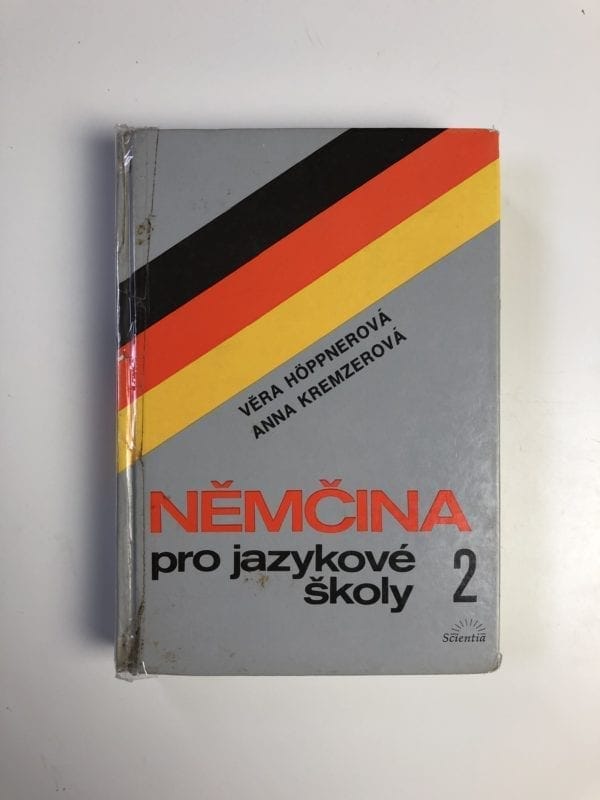 VĚRA HÖPPNEROVÁ
ANNA KREMZEROVÁ
NĚMČINA
pro jazykové
školy 2
Scientia